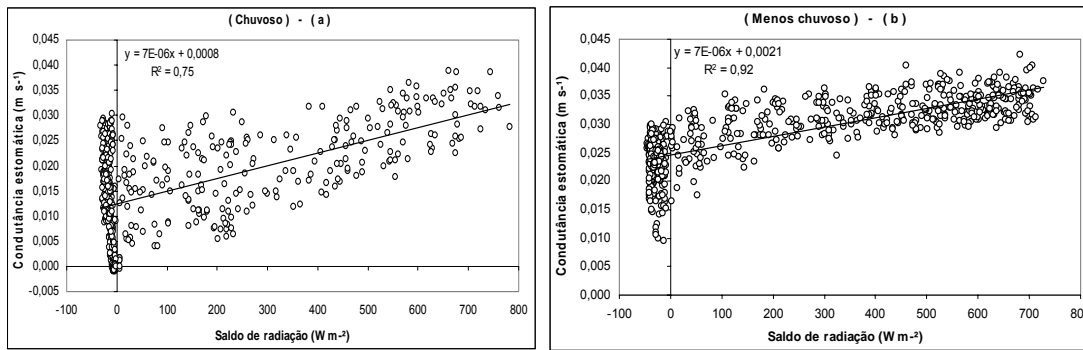 ( Chuvoso ) - ( a )
y = 7E-06x + 0,0008
R² = 0,75
Condutância estomática (m s-¹)
0,045
0,040
0,035
0,030
0,025
0,020
0,015
0,010
0,005
0,000
-0,005
-100 0 100 200 300 400 500 600 700 800
Saldo de radiação (W m-²)
( Menos chuvoso ) - ( b )
y = 7E-06x + 0,0021
R² = 0,92
Condutância estomática (m s-¹)
0,045
0,040
0,035
0,030
0,025
0,020
0,015
0,010
0,005
0,000
-100 0 100 200 300 400 500 600 700 80
Saldo de radiação (W m-²)